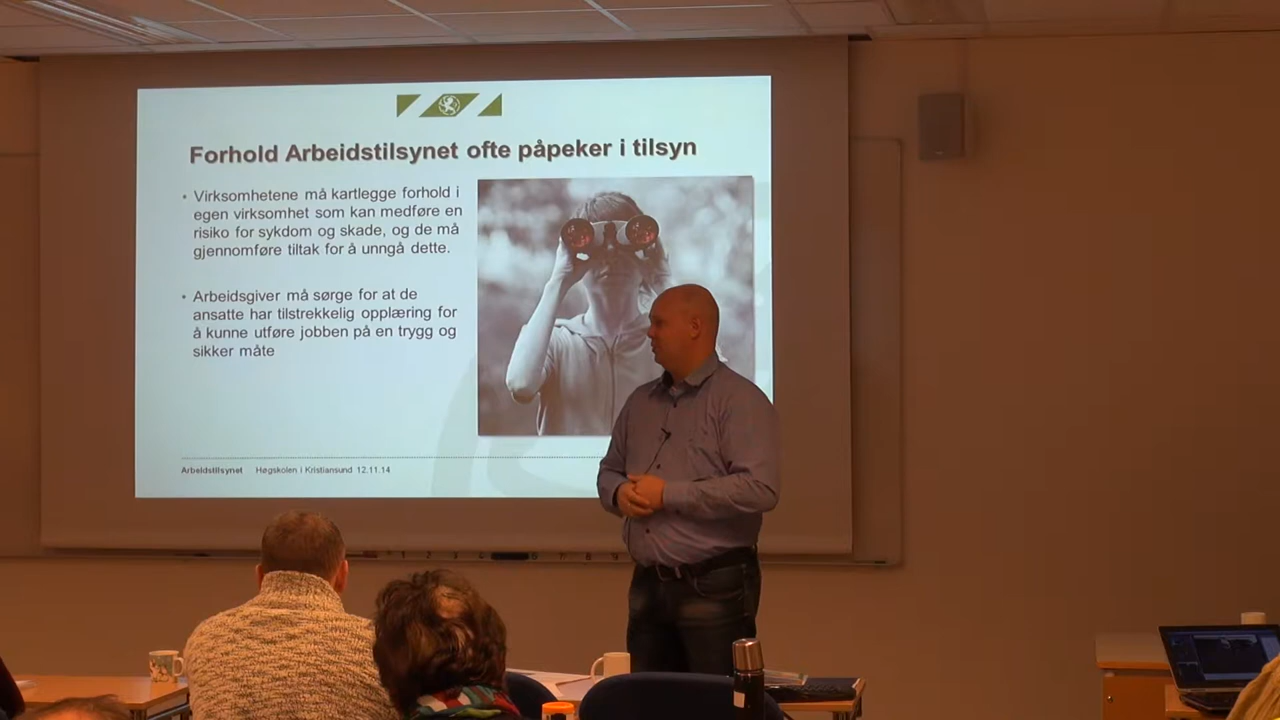 Forhold Arbeidstilsynet ofte påpeker i tilsyn
• Virksomhetene må kartlegge forhold i
egen virksomhet som kan medføre en
risiko for sykdom og skade, og de må
gjennomføre tiltak for å unngå dette.
• Arbeidsgiver må sørge for at de
ansatte har tilstrekkelig opplæring for
å kunne utføre jobben på en trygg og
sikker måte
Arbeidstilsynet Høgskolen i Kristiansund 12.11.14